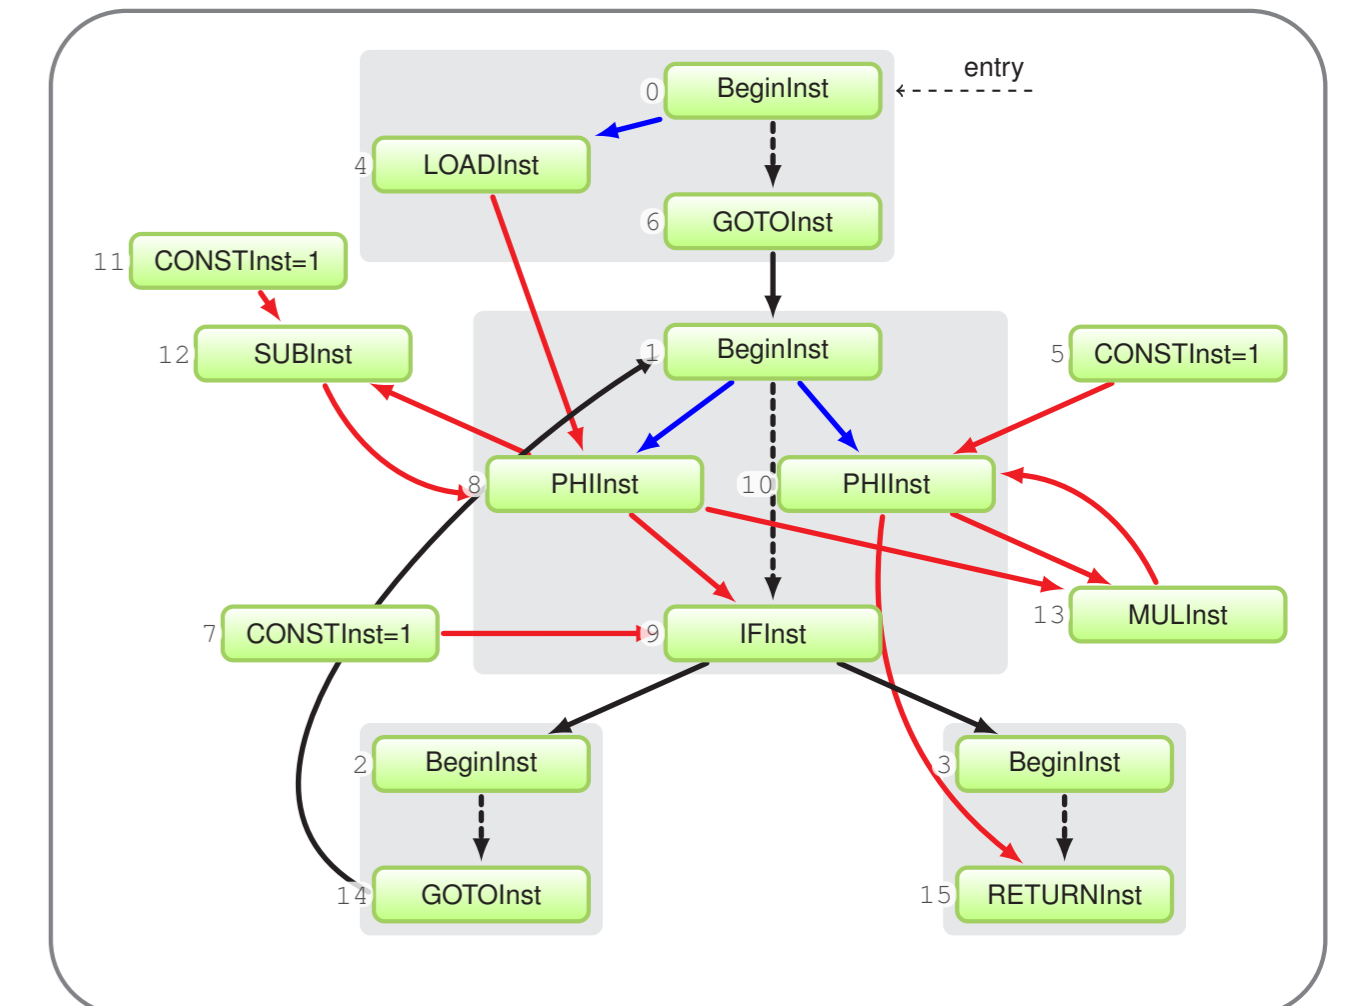 entry
0 BeginInst
4 LOADInst
6 GOTOInst
11 CONSTInst=1
12 SUBInst
1 BeginInst
5 CONSTInst=1
8 PHIInst
10 PHIInst
7 CONSTInst=1
9 IFInst
13 MULInst
2 BeginInst
3 BeginInst
14 GOTOInst
15 RETURNInst